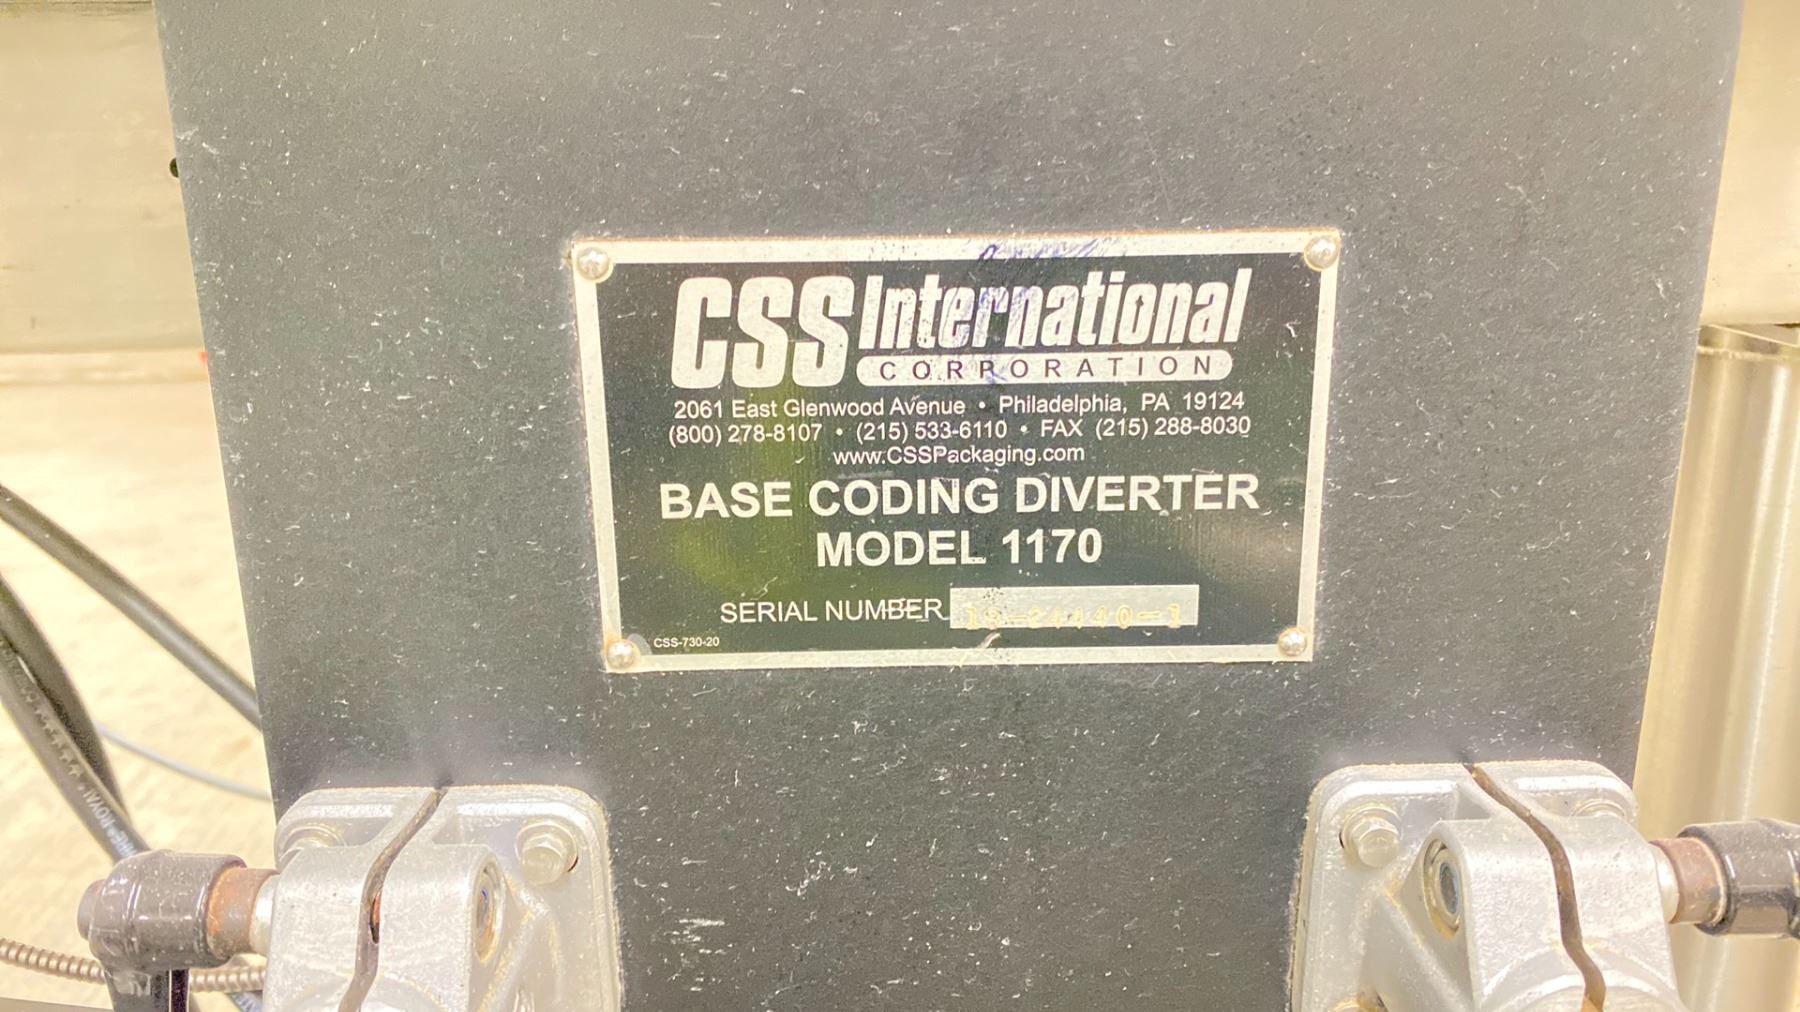 CSS International
CORPORATION
2061 East Glenwood Avenue • Philadelphia, PA 19124
(800) 278-8107 • (215) 533-6110 • FAX (215) 288-8030
www.CSSPackaging.com
BASE CODING DIVERTER
MODEL 1170
SERIAL NUMBER
CSS-730-20